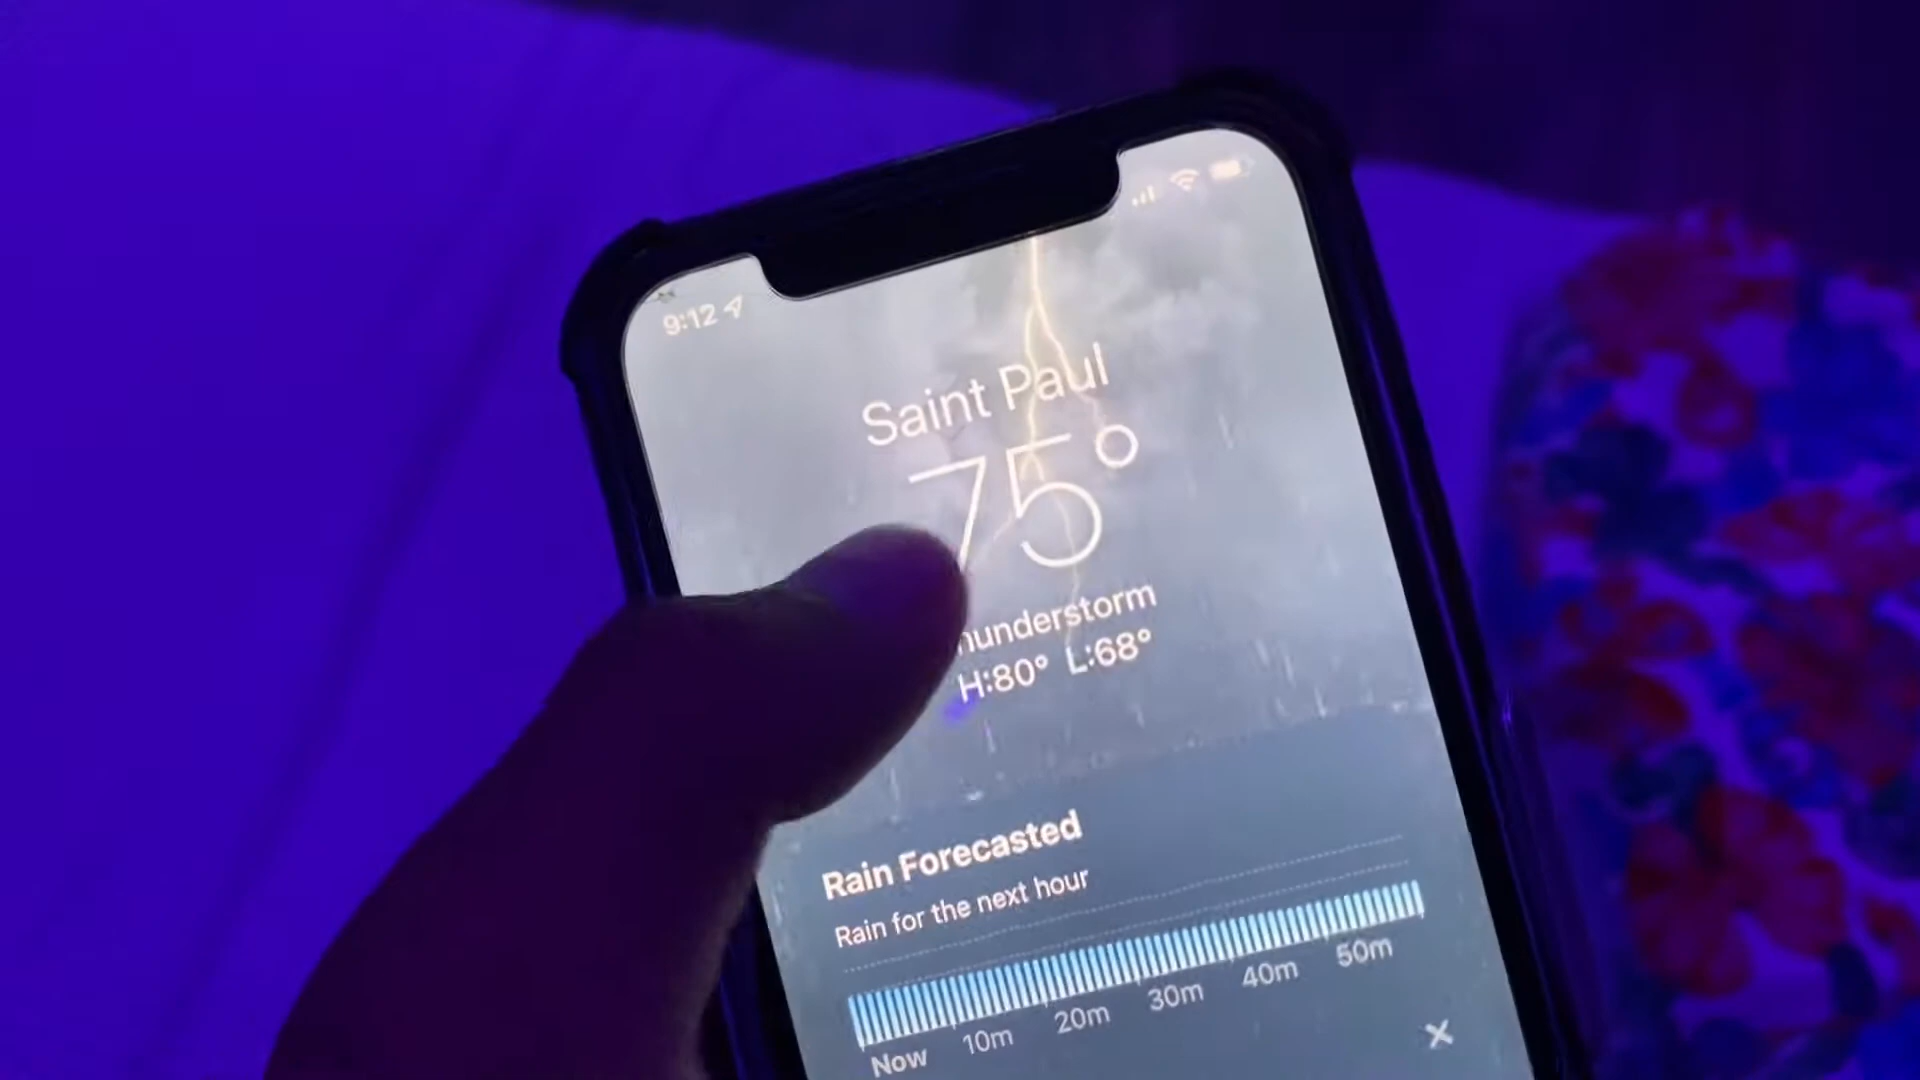 9:12
Saint Paul
75°
hunderstorm
H:80° L:68°
Rain Forecasted
Rain for the next hour
Now 10m 20m 30m 40m 50m